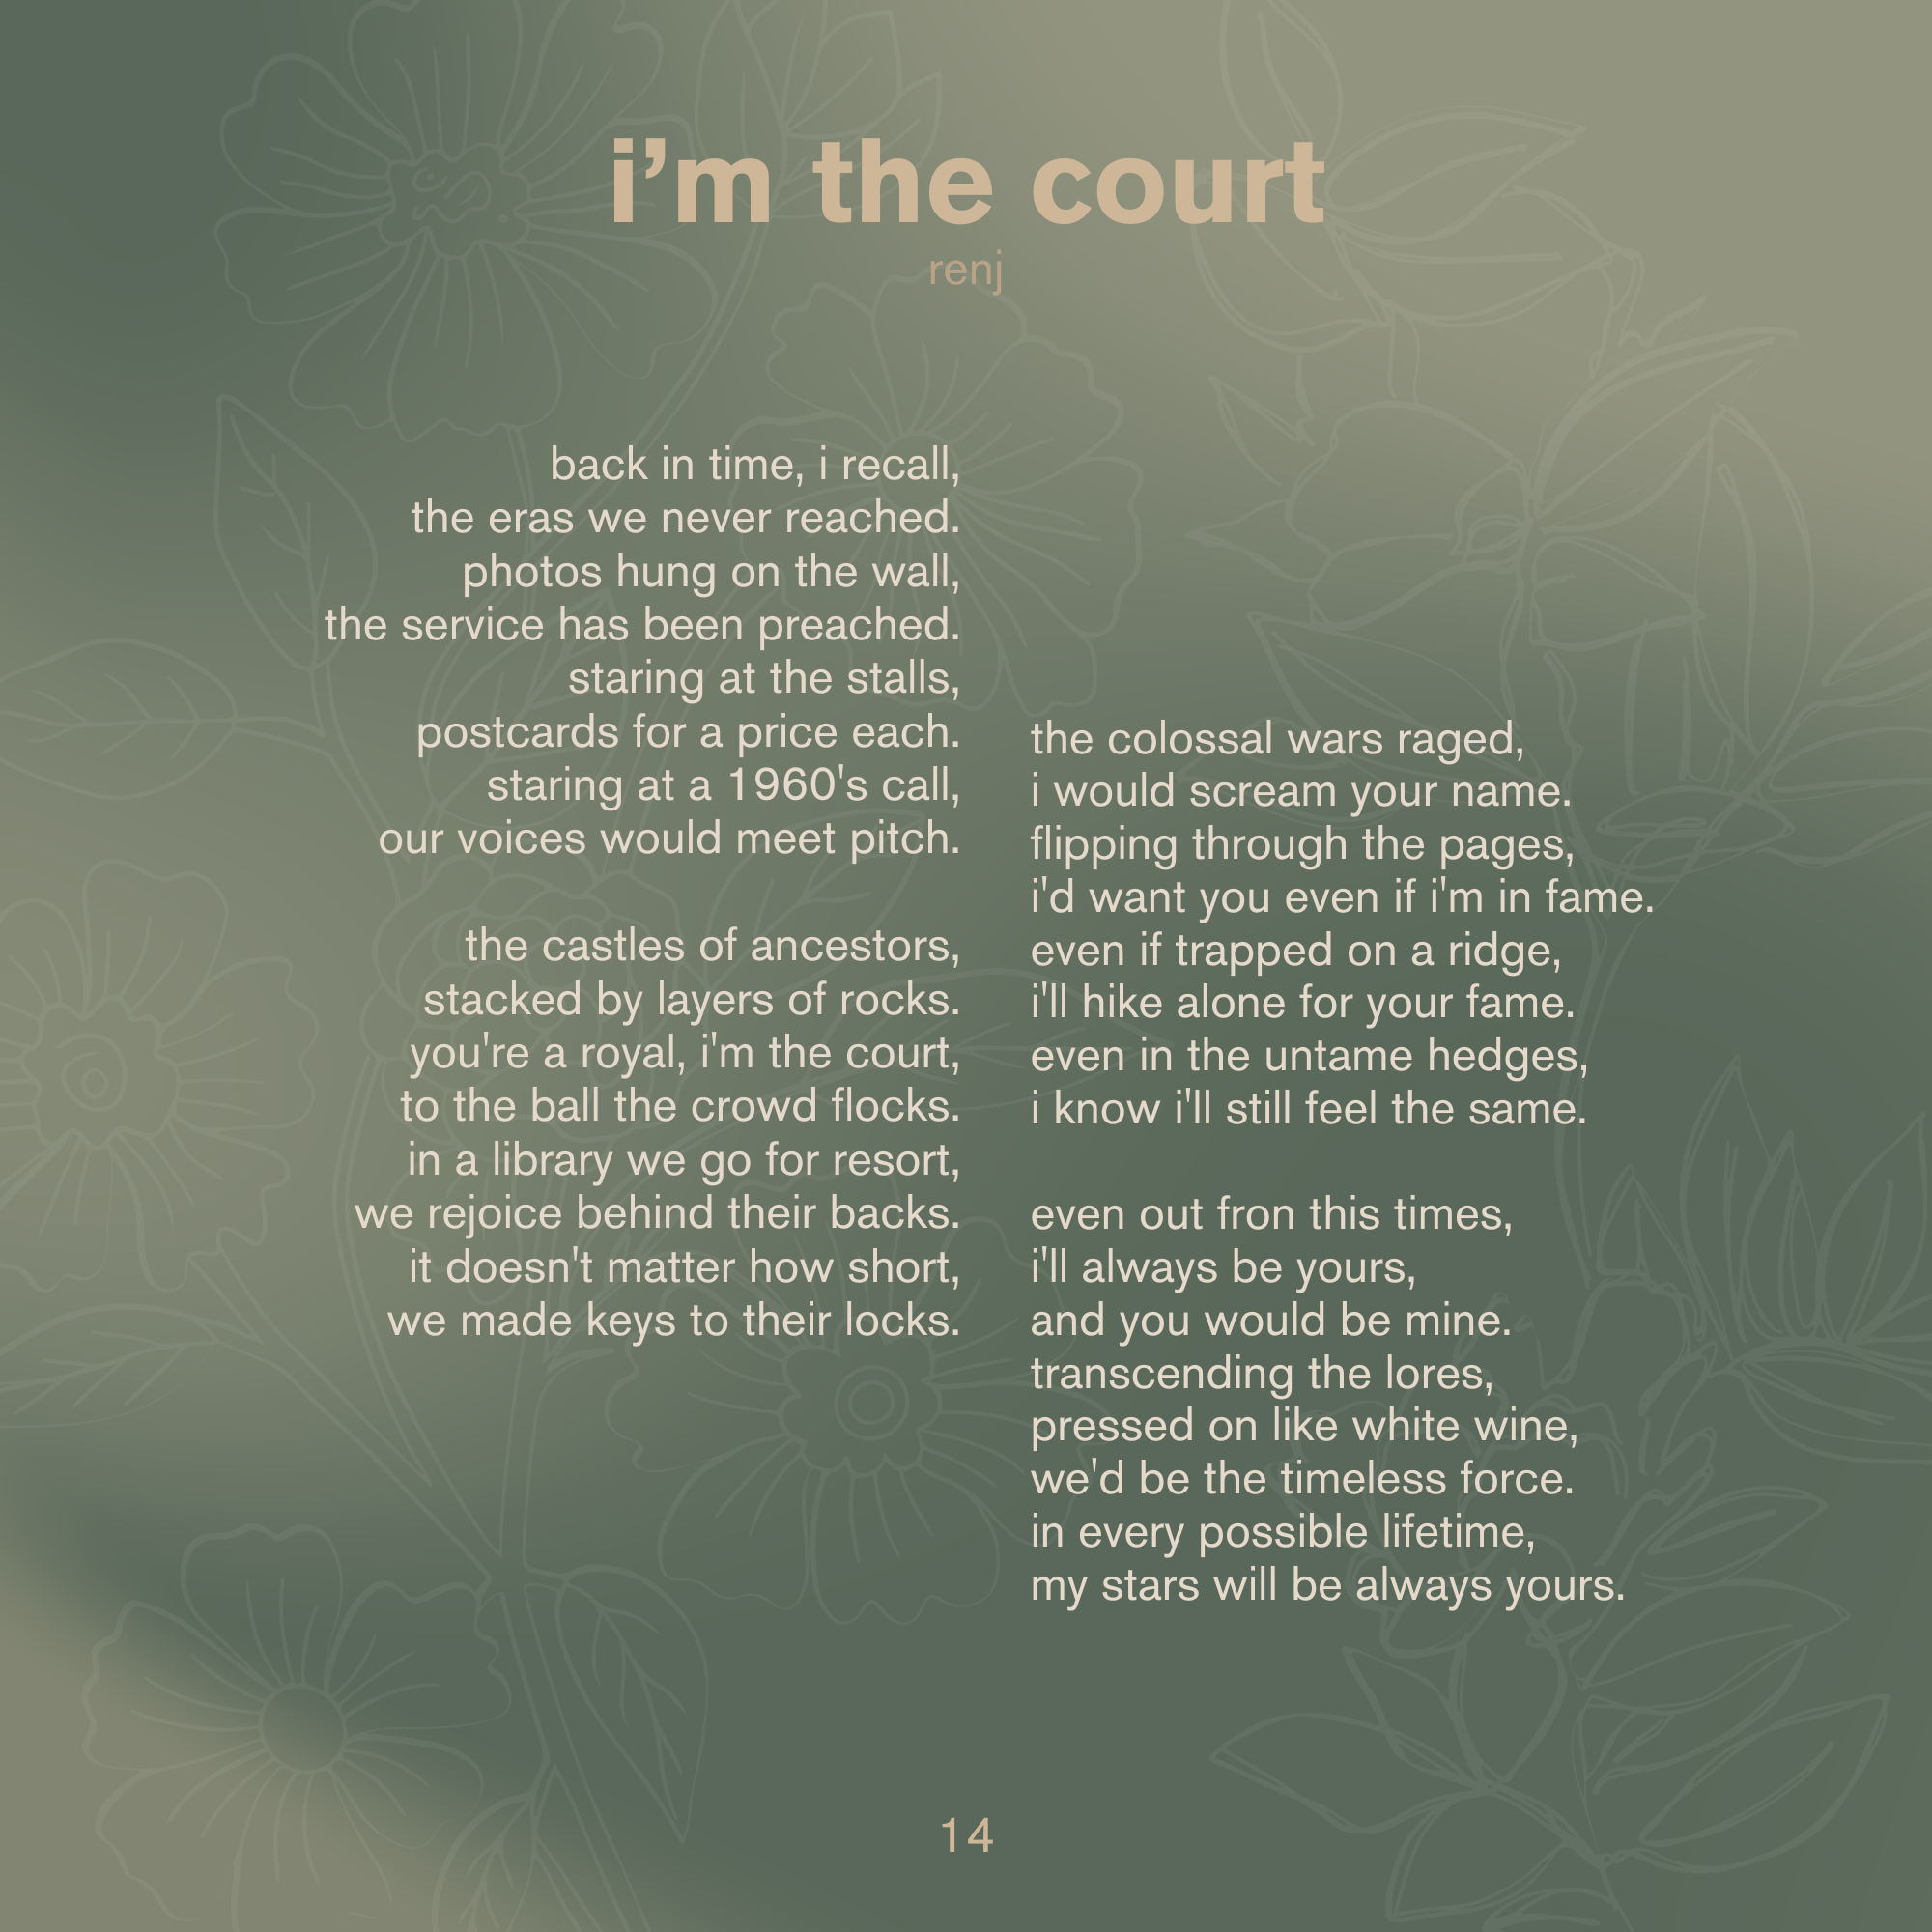 i’m the court
renj
back in time, i recall,
the eras we never reached.
photos hung on the wall,
the service has been preached.
staring at the stalls,
postcards for a price each.
staring at a 1960's call,
our voices would meet pitch.
the castles of ancestors,
stacked by layers of rocks.
you're a royal, i'm the court,
to the ball the crowd flocks.
in a library we go for resort,
we rejoice behind their backs.
it doesn't matter how short,
we made keys to their locks.
the colossal wars raged,
i would scream your name.
flipping through the pages,
i'd want you even if i'm in fame.
even if trapped on a ridge,
i'll hike alone for your fame.
even in the untame hedges,
i know i'll still feel the same.
even out fron this times,
i'll always be yours,
and you would be mine.
transcending the lores,
pressed on like white wine,
we'd be the timeless force.
in every possible lifetime,
my stars will be always yours.
14